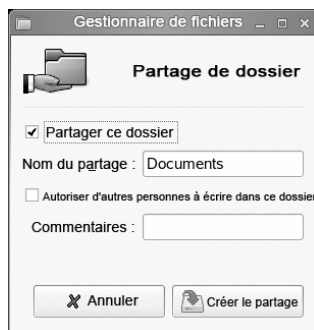 Gestionnaire de fichiers
Partage de dossier
Partager ce dossier
Nom du partage : Documents
Autoriser d'autres personnes à écrire dans ce dossier
Commentaires :
Annuler Créer le partage